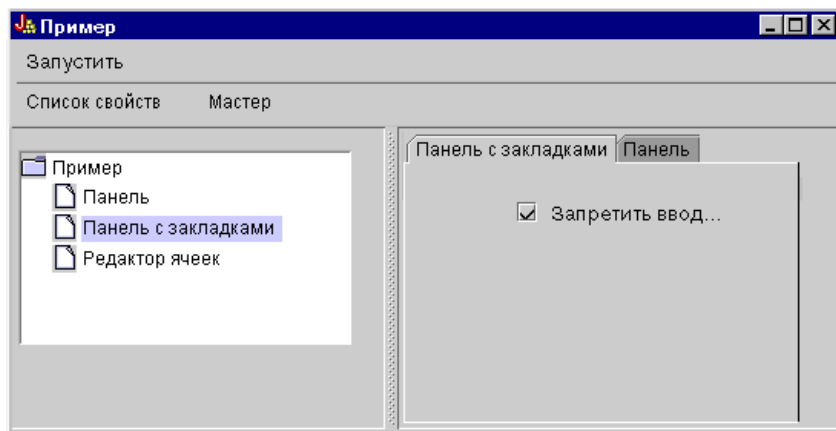 Пример
Запустить
Список свойств Мастер
Пример
Панель
Панель с закладками
Редактор ячеек
Панель с закладками Панель
Запретить ввод...